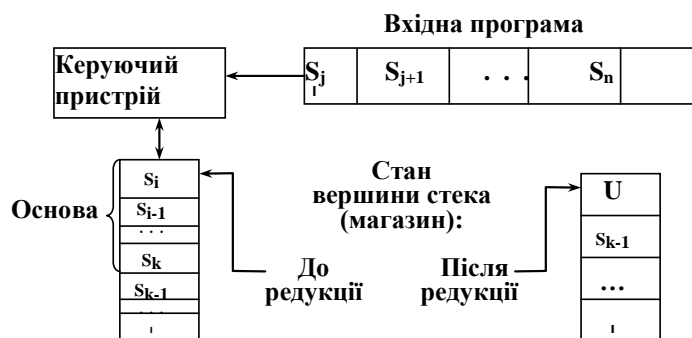 Вхідна програма
Керуючий
пристрій
Sj Sj+1 . . . Sn
Стан
вершини стека
(магазин):
Основа
Si
Si-1
. . .
Sk
Sk-1
. . .
До
редукції
Після
редукції
U
Sk-1
...